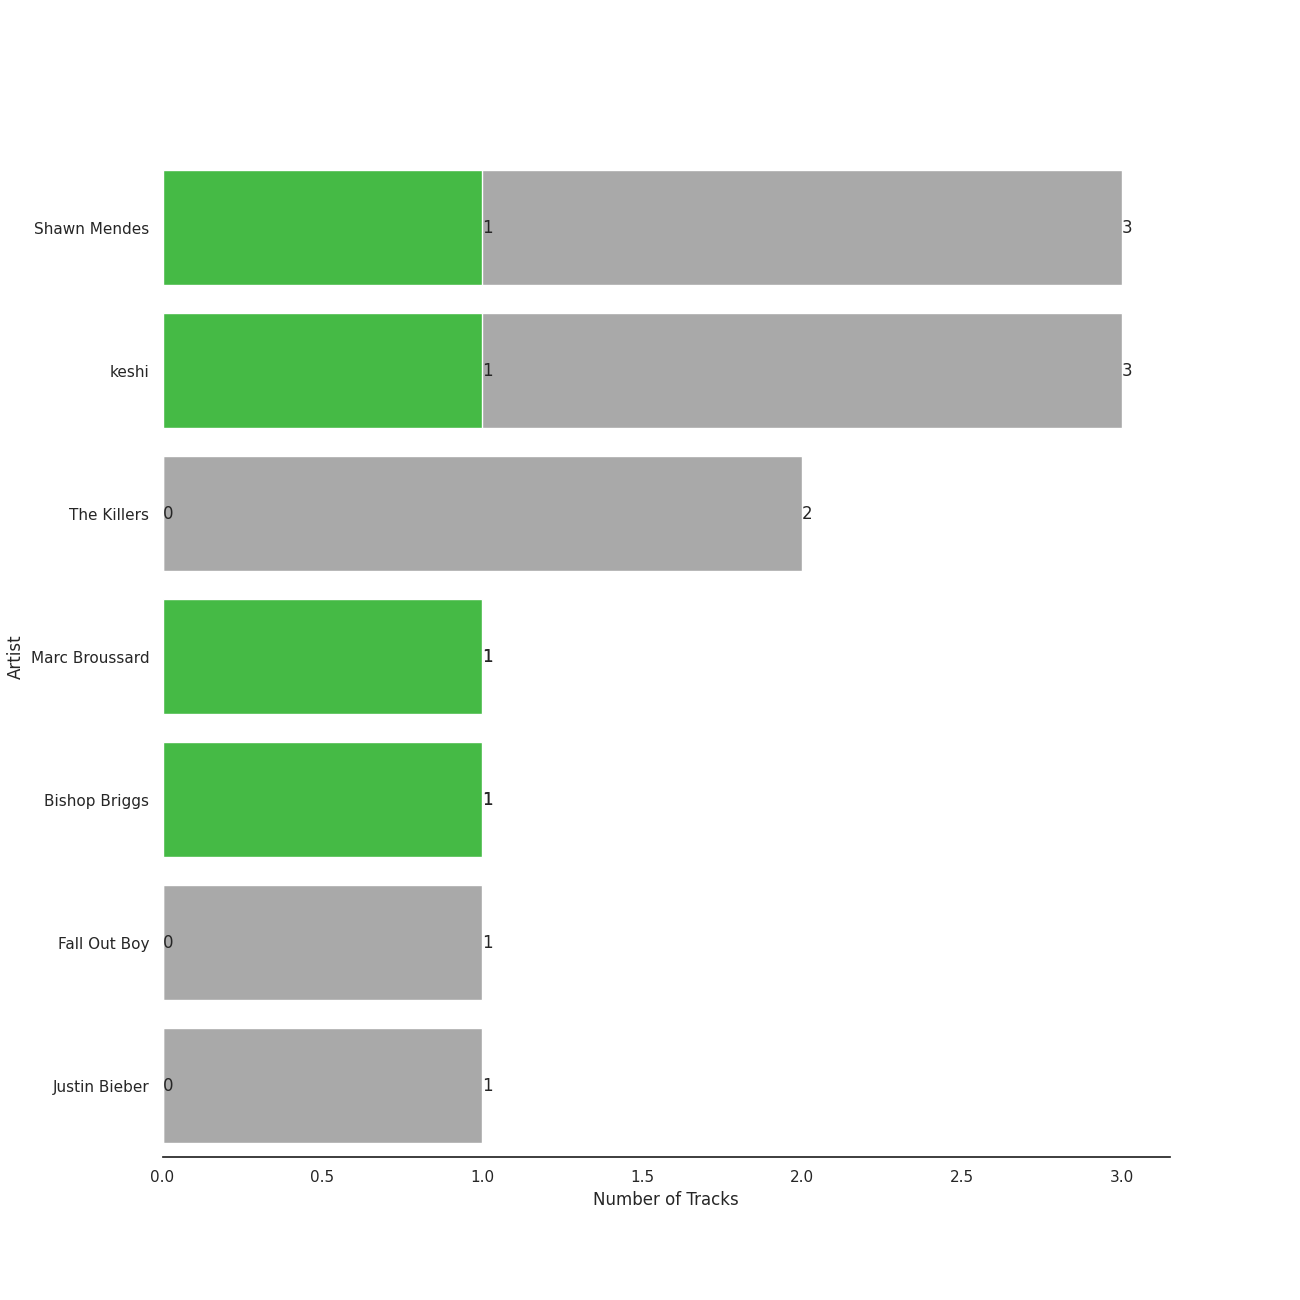 Shawn Mendes 1 3
keshi 1 3
The Killers 0 2
Marc Broussard 1
Bishop Briggs 1
Fall Out Boy 0 1
Justin Bieber 0 1
Artist
0.0 0.5 1.0 1.5 2.0 2.5 3.0
Number of Tracks